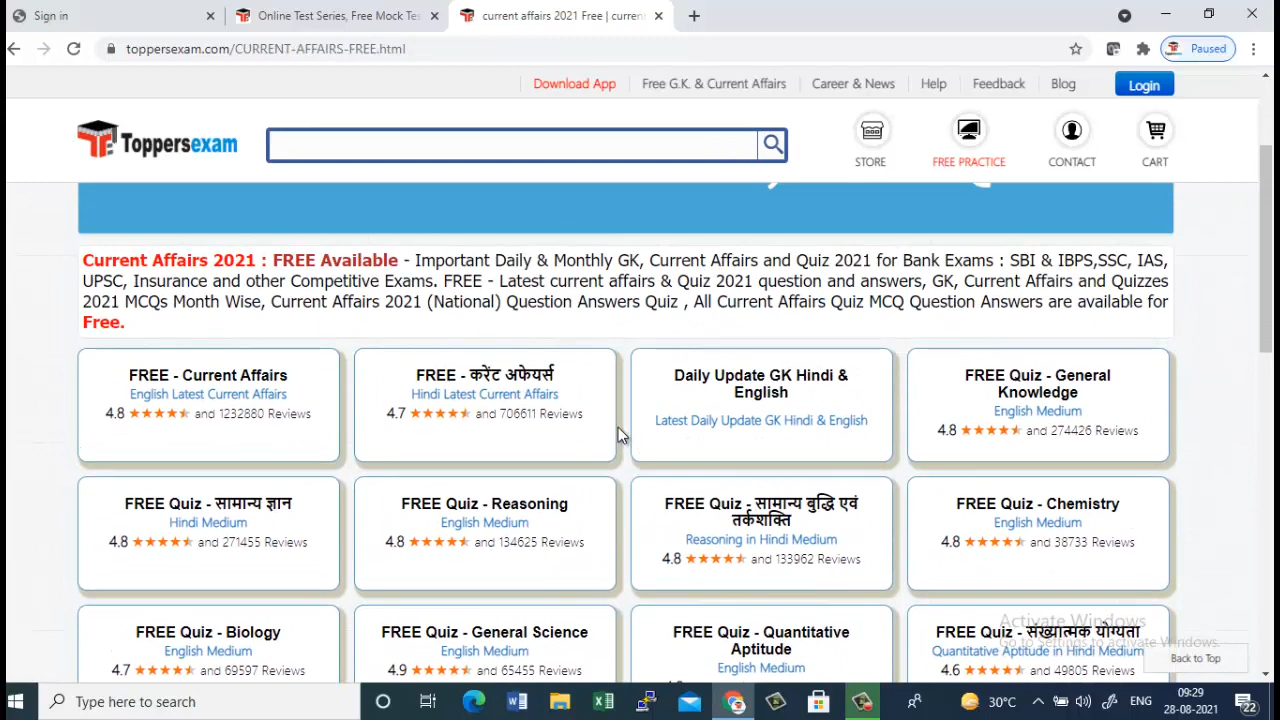 Sign in
Online Test Series, Free Mock Tes
current affairs 2021 Free | curren
toppersexam.com/CURRENT-AFFAIRS-FREE.html
Paused
Download App
Free G.K. & Current Affairs
Career & News
Help
Feedback
Blog
Login
Toppersexam
STORE
FREE PRACTICE
CONTACT
CART
Current Affairs 2021 : FREE Available - Important Daily & Monthly GK, Current Affairs and Quiz 2021 for Bank Exams : SBI & IBPS,SSC, IAS,
UPSC, Insurance and other Competitive Exams. FREE - Latest current affairs & Quiz 2021 question and answers, GK, Current Affairs and Quizzes
2021 MCQs Month Wise, Current Affairs 2021 (National) Question Answers Quiz , All Current Affairs Quiz MCQ Question Answers are available for
Free.
FREE - Current Affairs
English Latest Current Affairs
4.8 and 1232880 Reviews
FREE - करेंट अफेयर्स
Hindi Latest Current Affairs
4.7 and 706611 Reviews
Daily Update GK Hindi &
English
Latest Daily Update GK Hindi & English
FREE Quiz - General
Knowledge
English Medium
4.8 and 274426 Reviews
FREE Quiz - सामान्य ज्ञान
Hindi Medium
4.8 and 271455 Reviews
FREE Quiz - Reasoning
English Medium
4.8 and 134625 Reviews
FREE Quiz - सामान्य बुद्धि एवं
तर्कशक्ति
Reasoning in Hindi Medium
4.8 and 133962 Reviews
FREE Quiz - Chemistry
English Medium
4.8 and 38733 Reviews
FREE Quiz - Biology
English Medium
4.7 and 69597 Reviews
FREE Quiz - General Science
English Medium
4.9 and 65455 Reviews
FREE Quiz - Quantitative
Aptitude
English Medium
FREE Quiz - संख्यात्मक योग्यता
Quantitative Aptitude in Hindi Medium
4.6 and 49805 Reviews
Activate Windows
Go to Settings to activate Windows.
Back to Top
Type here to search
30°C
ENG
09:29
28-08-2021
22